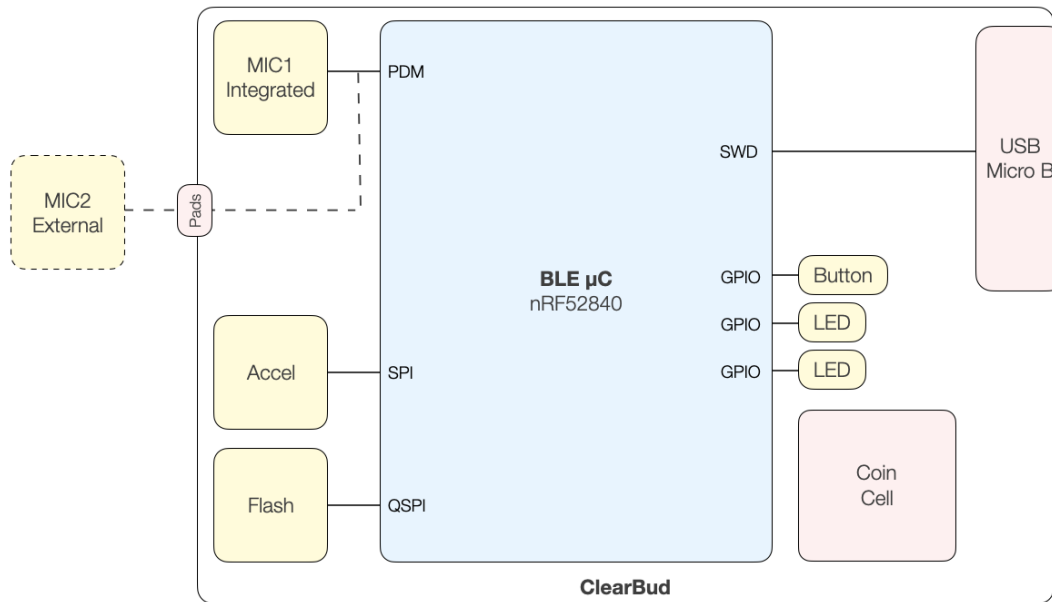 MIC1
Integrated
PDM
SWD
USB
Micro B
MIC2
External
Pads
BLE µC
nRF52840
GPIO
Button
GPIO
LED
GPIO
LED
Accel
SPI
Flash
QSPI
Coin
Cell
ClearBud